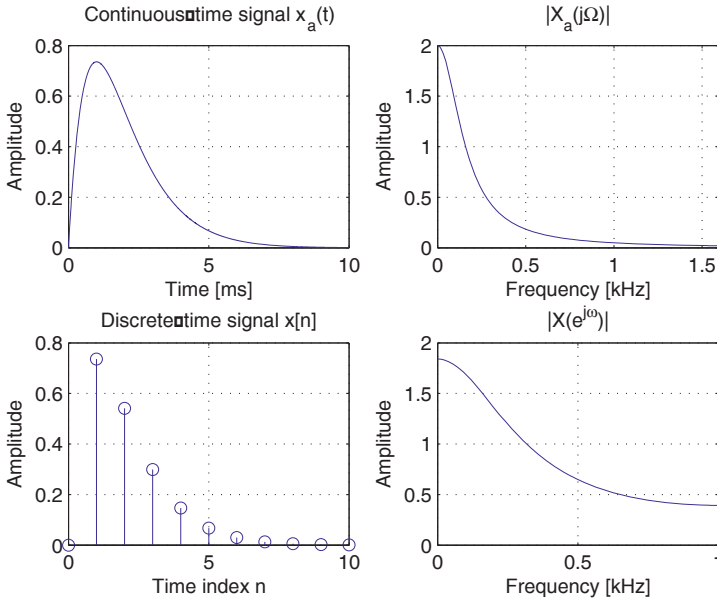 Continuous-time signal x_a(t)
Amplitude
0.8
0.6
0.4
0.2
0
0
5
10
Time [ms]
|X_a(jΩ)|
Amplitude
2
1.5
1
0.5
0
0
0.5
1
1.5
Frequency [kHz]
Discrete-time signal x[n]
Amplitude
0.8
0.6
0.4
0.2
0
0
5
10
Time index n
|X(e^{jω})|
Amplitude
2
1.5
1
0.5
0
0
0.5
1
Frequency [kHz]